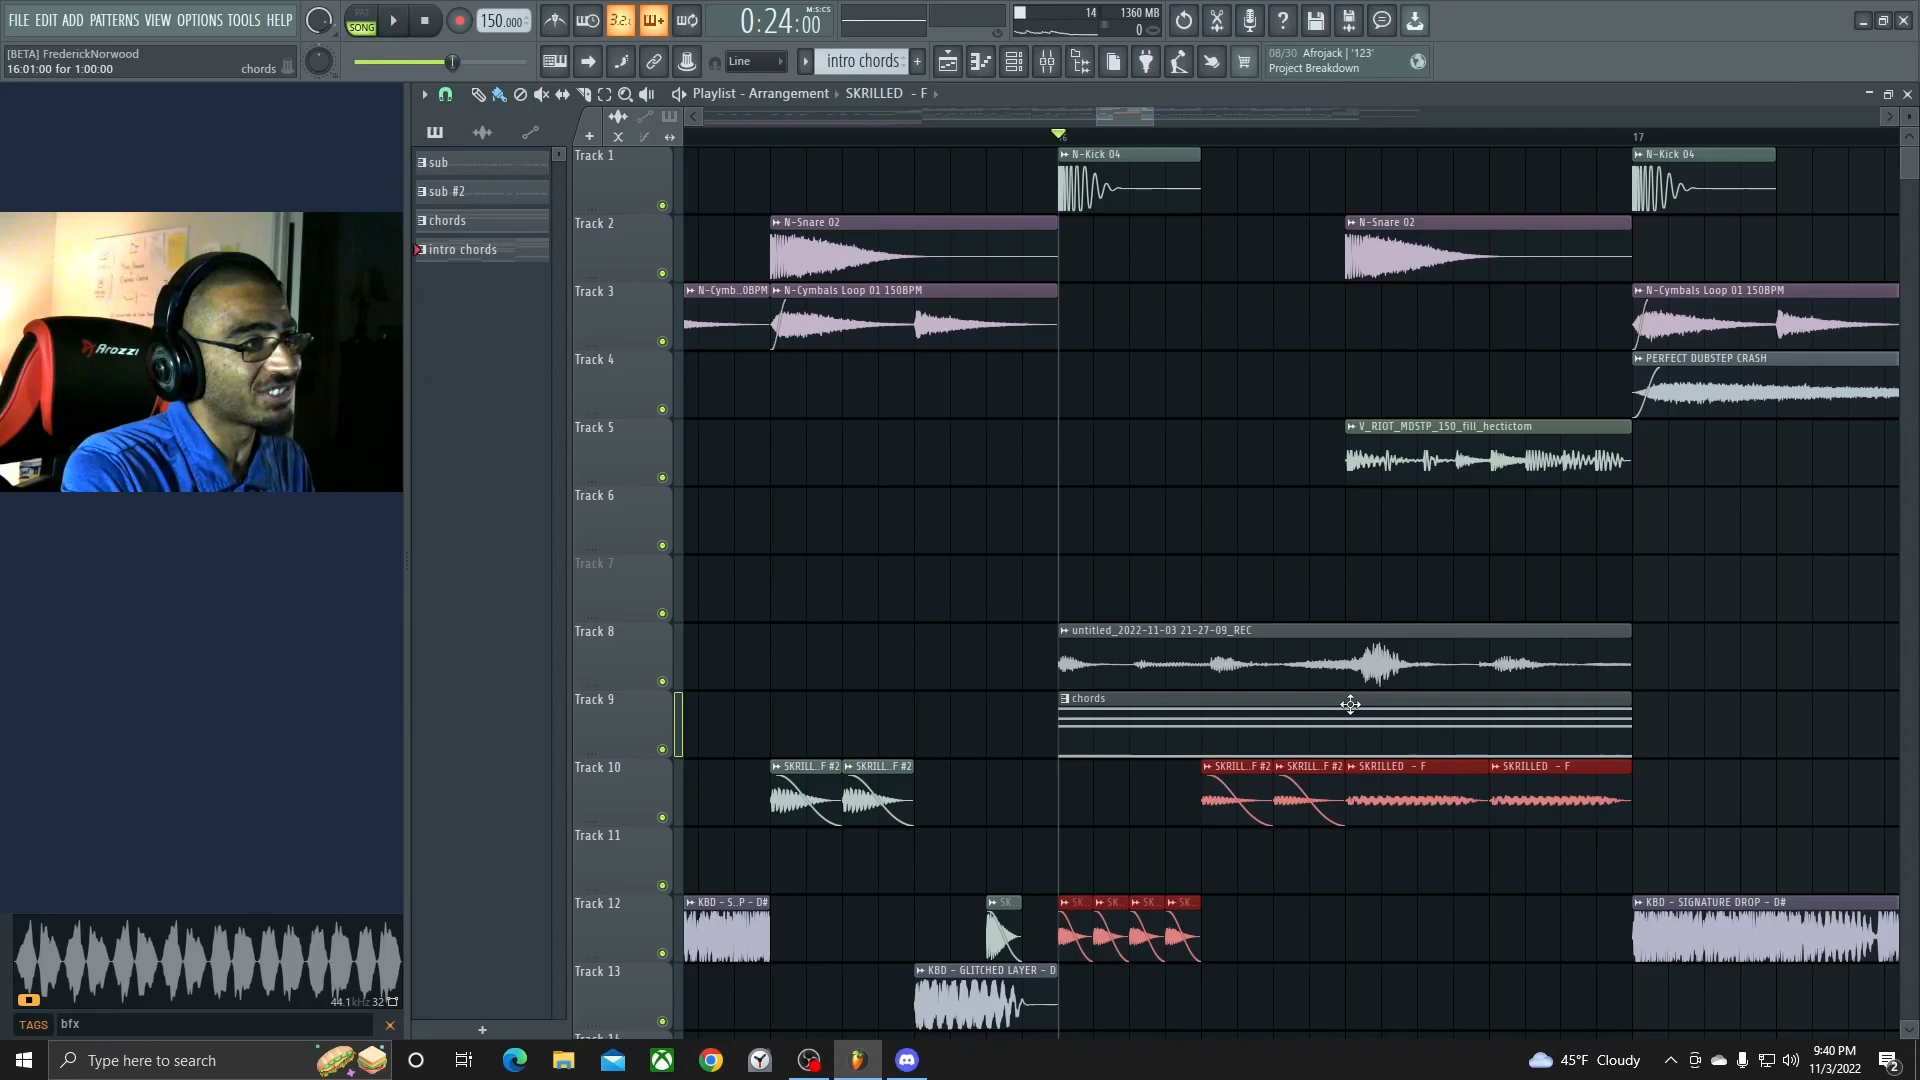 FILE EDIT ADD PATTERNS VIEW OPTIONS TOOLS HELP
PAT
SONG
150.000
3.2.
0:24:00
M:S:CS
14
1360 MB
0
[BETA] FrederickNorwood
16:01:00 for 1:00:00
chords
Line
intro chords
08/30 Afrojack | '123'
Project Breakdown
Playlist - Arrangement
SKRILLED - F
sub
sub #2
chords
intro chords
17
Track 1
N-Kick 04
N-Kick 04
Track 2
N-Snare 02
N-Snare 02
Track 3
N-Cymb..0BPM
N-Cymbals Loop 01 150BPM
N-Cymbals Loop 01 150BPM
Track 4
PERFECT DUBSTEP CRASH
Track 5
V_RIOT_MDSTP_150_fill_hectictom
Track 6
Track 7
Track 8
untitled_2022-11-03 21-27-09_REC
Track 9
chords
Track 10
SKRILL..F #2
SKRILL..F #2
SKRILL..F #2
SKRILL..F #2
SKRILLED - F
SKRILLED - F
Track 11
Track 12
KBD - S..P - D#
SK..
SK..
SK..
SK..
SK..
KBD - SIGNATURE DROP - D#
Track 13
KBD - GLITCHED LAYER - D
Arozzi
44.1kHz 32
TAGS
bfx
Type here to search
45°F Cloudy
9:40 PM
11/3/2022
2